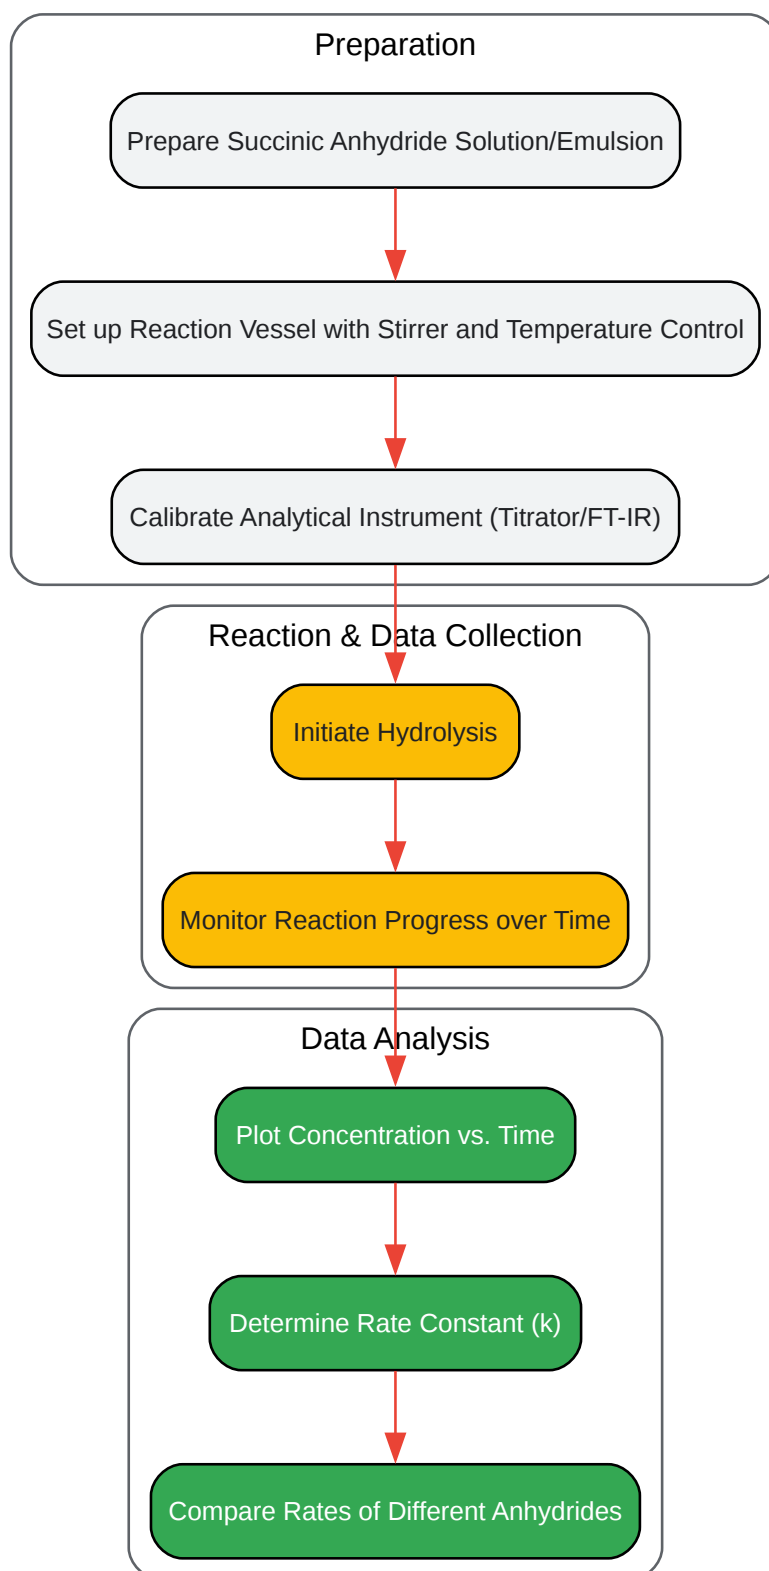 Preparation
Prepare Succinic Anhydride Solution/Emulsion
Set up Reaction Vessel with Stirrer and Temperature Control
Calibrate Analytical Instrument (Titrator/FT-IR)
Reaction & Data Collection
Initiate Hydrolysis
Monitor Reaction Progress over Time
Data Analysis
Plot Concentration vs. Time
Determine Rate Constant (k)
Compare Rates of Different Anhydrides